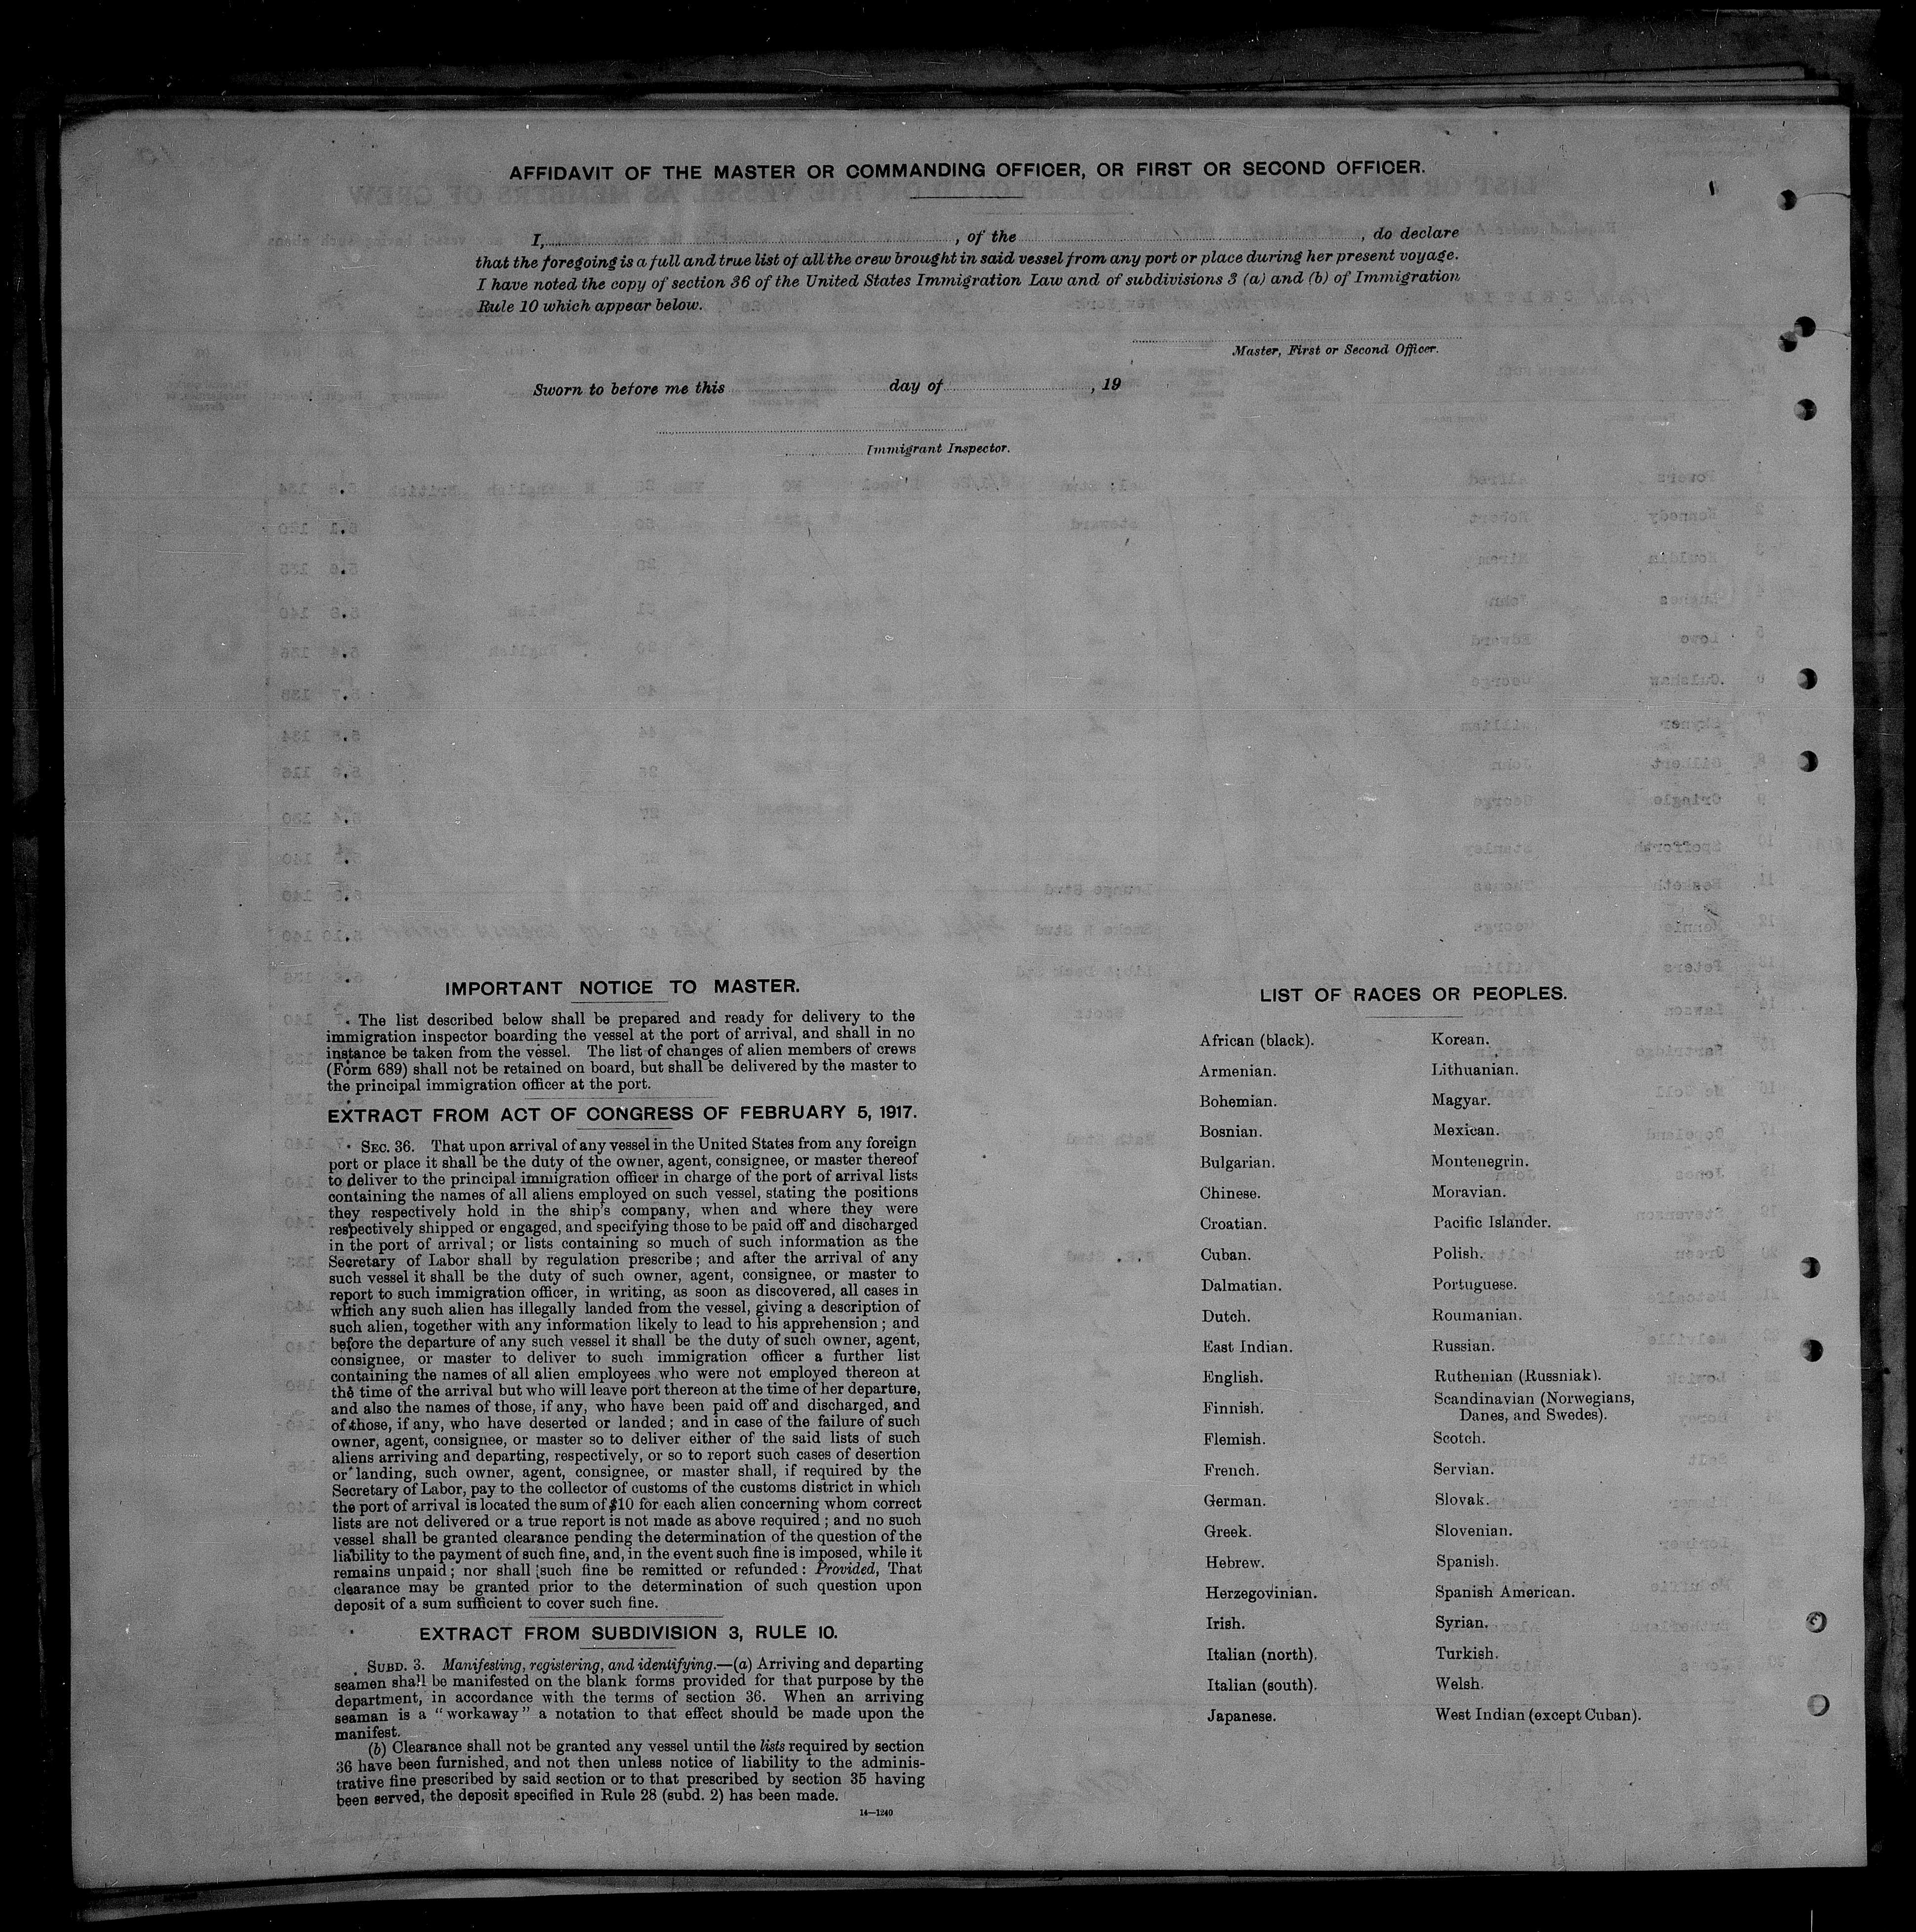 AFFIDAVIT OF THE MASTER OR COMMANDING OFFICER, OR FIRST OR SECOND OFFICER.
I, , of the , do declare
that the foregoing is a full and true list of all the crew brought in said vessel from any port or place during her present voyage.
I have noted the copy of section 36 of the United States Immigration Law and of subdivisions 3 (a) and (b) of Immigration
Rule 10 which appear below.
Master, First or Second Officer.
Sworn to before me this day of , 19
Immigrant Inspector.
IMPORTANT NOTICE TO MASTER.
The list described below shall be prepared and ready for delivery to the
immigration inspector boarding the vessel at the port of arrival, and shall in no
instance be taken from the vessel. The list of changes of alien members of crews
(Form 689) shall not be retained on board, but shall be delivered by the master to
the principal immigration officer at the port.
EXTRACT FROM ACT OF CONGRESS OF FEBRUARY 5, 1917.
SEC. 36. That upon arrival of any vessel in the United States from any foreign
port or place it shall be the duty of the owner, agent, consignee, or master thereof
to deliver to the principal immigration officer in charge of the port of arrival lists
containing the names of all aliens employed on such vessel, stating the positions
they respectively hold in the ship's company, when and where they were
respectively shipped or engaged, and specifying those to be paid off and discharged
in the port of arrival; or lists containing so much of such information as the
Secretary of Labor shall by regulation prescribe; and after the arrival of any
such vessel it shall be the duty of such owner, agent, consignee, or master to
report to such immigration officer, in writing, as soon as discovered, all cases in
which any such alien has illegally landed from the vessel, giving a description of
such alien, together with any information likely to lead to his apprehension; and
before the departure of any such vessel it shall be the duty of such owner, agent,
consignee, or master to deliver to such immigration officer a further list
containing the names of all alien employees who were not employed thereon at
the time of the arrival but who will leave port thereon at the time of her departure,
and also the names of those, if any, who have been paid off and discharged, and
of those, if any, who have deserted or landed; and in case of the failure of such
owner, agent, consignee, or master so to deliver either of the said lists of such
aliens arriving and departing, respectively, or so to report such cases of desertion
or landing, such owner, agent, consignee, or master shall, if required by the
Secretary of Labor, pay to the collector of customs of the customs district in which
the port of arrival is located the sum of $10 for each alien concerning whom correct
lists are not delivered or a true report is not made as above required; and no such
vessel shall be granted clearance pending the determination of the question of the
liability to the payment of such fine, and, in the event such fine is imposed, while it
remains unpaid; nor shall such fine be remitted or refunded: Provided, That
clearance may be granted prior to the determination of such question upon
deposit of a sum sufficient to cover such fine.
EXTRACT FROM SUBDIVISION 3, RULE 10.
SUBD. 3. Manifesting, registering, and identifying.—(a) Arriving and departing
seamen shall be manifested on the blank forms provided for that purpose by the
department, in accordance with the terms of section 36. When an arriving
seaman is a "workaway" a notation to that effect should be made upon the
manifest.
(b) Clearance shall not be granted any vessel until the lists required by section
36 have been furnished, and not then unless notice of liability to the adminis-
trative fine prescribed by said section or to that prescribed by section 35 having
been served, the deposit specified in Rule 28 (subd. 2) has been made.
14—1240
LIST OF RACES OR PEOPLES.
African (black).
Armenian.
Bohemian.
Bosnian.
Bulgarian.
Chinese.
Croatian.
Cuban.
Dalmatian.
Dutch.
East Indian.
English.
Finnish.
Flemish.
French.
German.
Greek.
Hebrew.
Herzegovinian.
Irish.
Italian (north).
Italian (south).
Japanese.
Korean.
Lithuanian.
Magyar.
Mexican.
Montenegrin.
Moravian.
Pacific Islander.
Polish.
Portuguese.
Roumanian.
Russian.
Ruthenian (Russniak).
Scandinavian (Norwegians,
Danes, and Swedes).
Scotch.
Servian.
Slovak.
Slovenian.
Spanish.
Spanish American.
Syrian.
Turkish.
Welsh.
West Indian (except Cuban).